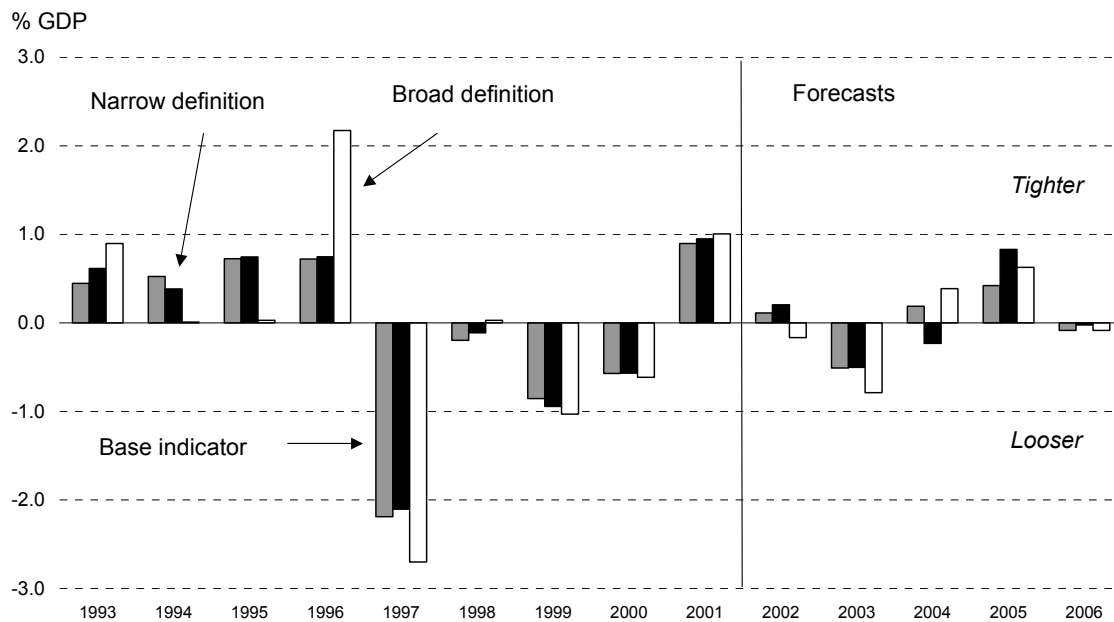 % GDP
3.0
Narrow definition
Broad definition
Forecasts
2.0
Tighter
1.0
0.0
-1.0
Base indicator
Looser
-2.0
-3.0
1993 1994 1995 1996 1997 1998 1999 2000 2001 2002 2003 2004 2005 2006